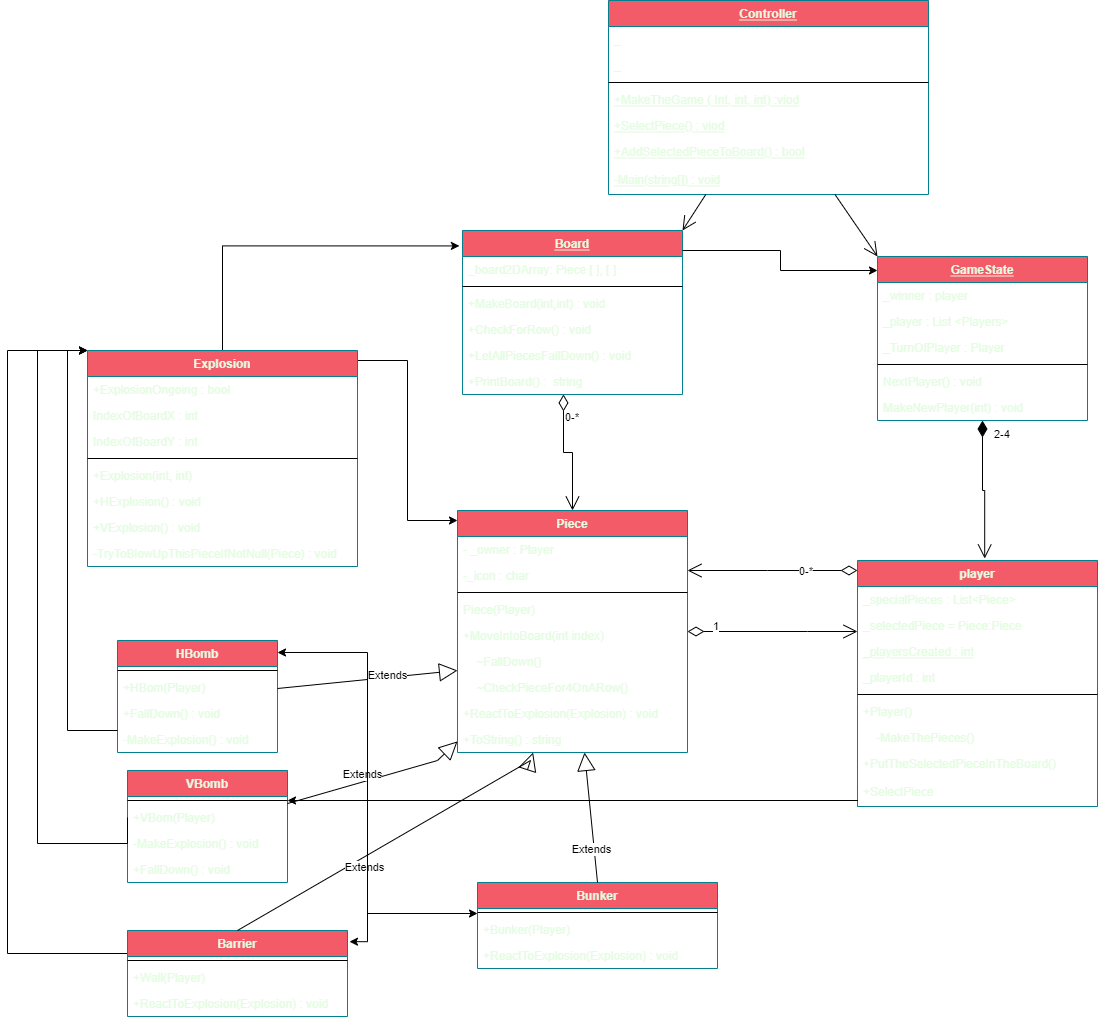 Controller
+MakeTheGame ( Int, int, int) :viod
+SelectPiece() : viod
+AddSelectedPieceToBoard() : bool
Main(string[]) : void
Board
_board2DArray: Piece [ ], [ ]
+MakeBoard(int,int) : void
+CheckForRow() : void
+LetAllPiecesFallDown() : void
+PrintBoard() : string
GameState
_winner : player
_player : List <Players>
_TurnOfPlayer : Player
NextPlayer() : void
MakeNewPlayer(int) : void
Explosion
+ExplosionOngoing : bool
IndexOfBoardX : int
IndexOfBoardY : int
+Explosion(int, int)
+HExplosion() : void
+VExplosion() : void
-TryToBlowUpThisPieceIfNotNull(Piece) : void
0-*
2-4
Piece
- _owner : Player
-_icon : char
Piece(Player)
+MoveIntoBoard(int index)
~FallDown()
~CheckPieceFor4OnARow()
+ReactToExplosion(Explosion) : void
+ToString() : string
0-*
1
player
_specialPieces : List<Piece>
_selectedPiece = Piece:Piece
_playersCreated : int
_playerId : int
+Player()
-MakeThePieces()
+PutTheSelectedPieceInTheBoard()
+SelectPiece
HBomb
+HBom(Player)
+FallDown() : void
-MakeExplosion() : void
Extends
VBomb
+VBom(Player)
-MakeExplosion() : void
+FallDown() : void
Extends
Extends
Extends
Bunker
+Bunker(Player)
+ReactToExplosion(Explosion) : void
Barrier
+Wall(Player)
+ReactToExplosion(Explosion) : void